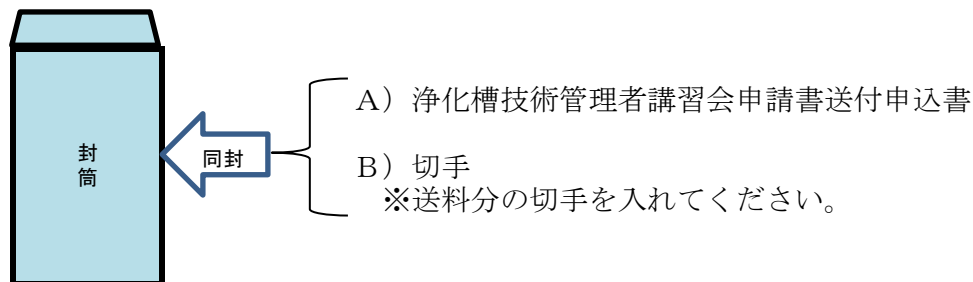 封
筒
同封
A）浄化槽技術管理者講習会申請書送付申込書
B）切手
※送料分の切手を入れてください。